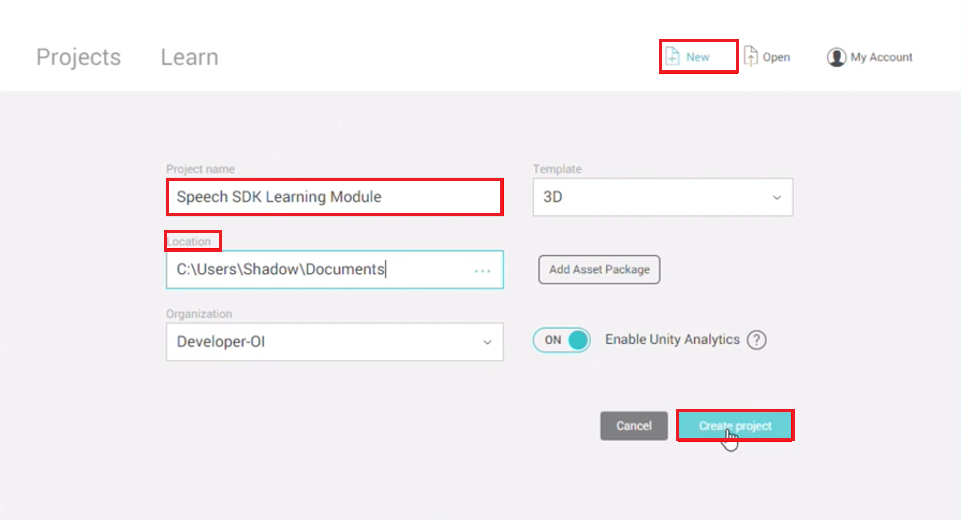 Projects Learn New Open My Account
Project name Template
Speech SDK Learning Module 3D
Location
C:\Users\Shadow\Documents ... Add Asset Package
Organization
Developer-OI ON Enable Unity Analytics ?
Cancel Create project